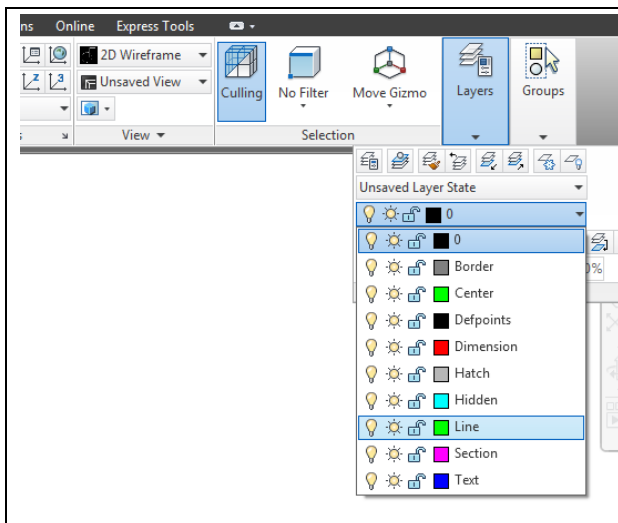 ns Online Express Tools
2D Wireframe
Unsaved View
Culling No Filter Move Gizmo Layers Groups
View Selection
Unsaved Layer State
0
0
Border
0%
Center
Defpoints
Dimension
Hatch
Hidden
Line
Section
Text